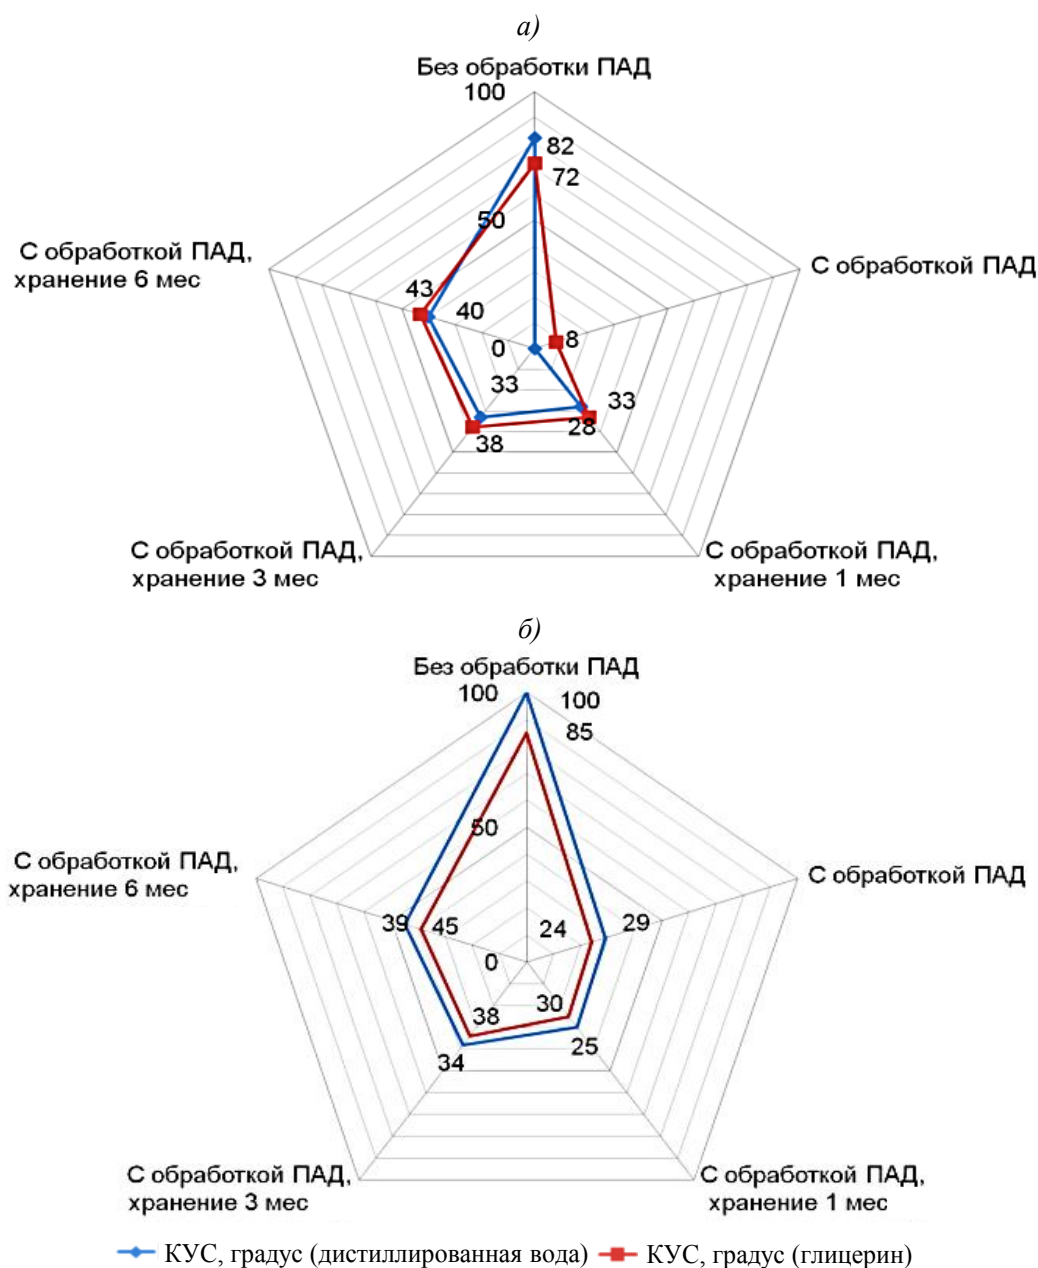 а)
Без обработки ПАД
100
82
72
50
С обработкой ПАД,
хранение 6 мес
С обработкой ПАД
43
40
0
8
33
33
28
38
С обработкой ПАД,
хранение 3 мес
С обработкой ПАД,
хранение 1 мес
б)
Без обработки ПАД
100
100
85
50
С обработкой ПАД,
хранение 6 мес
С обработкой ПАД
39
45
24
29
0
38
30
34
25
С обработкой ПАД,
хранение 3 мес
С обработкой ПАД,
хранение 1 мес
КУС, градус (дистиллированная вода) КУС, градус (глицерин)